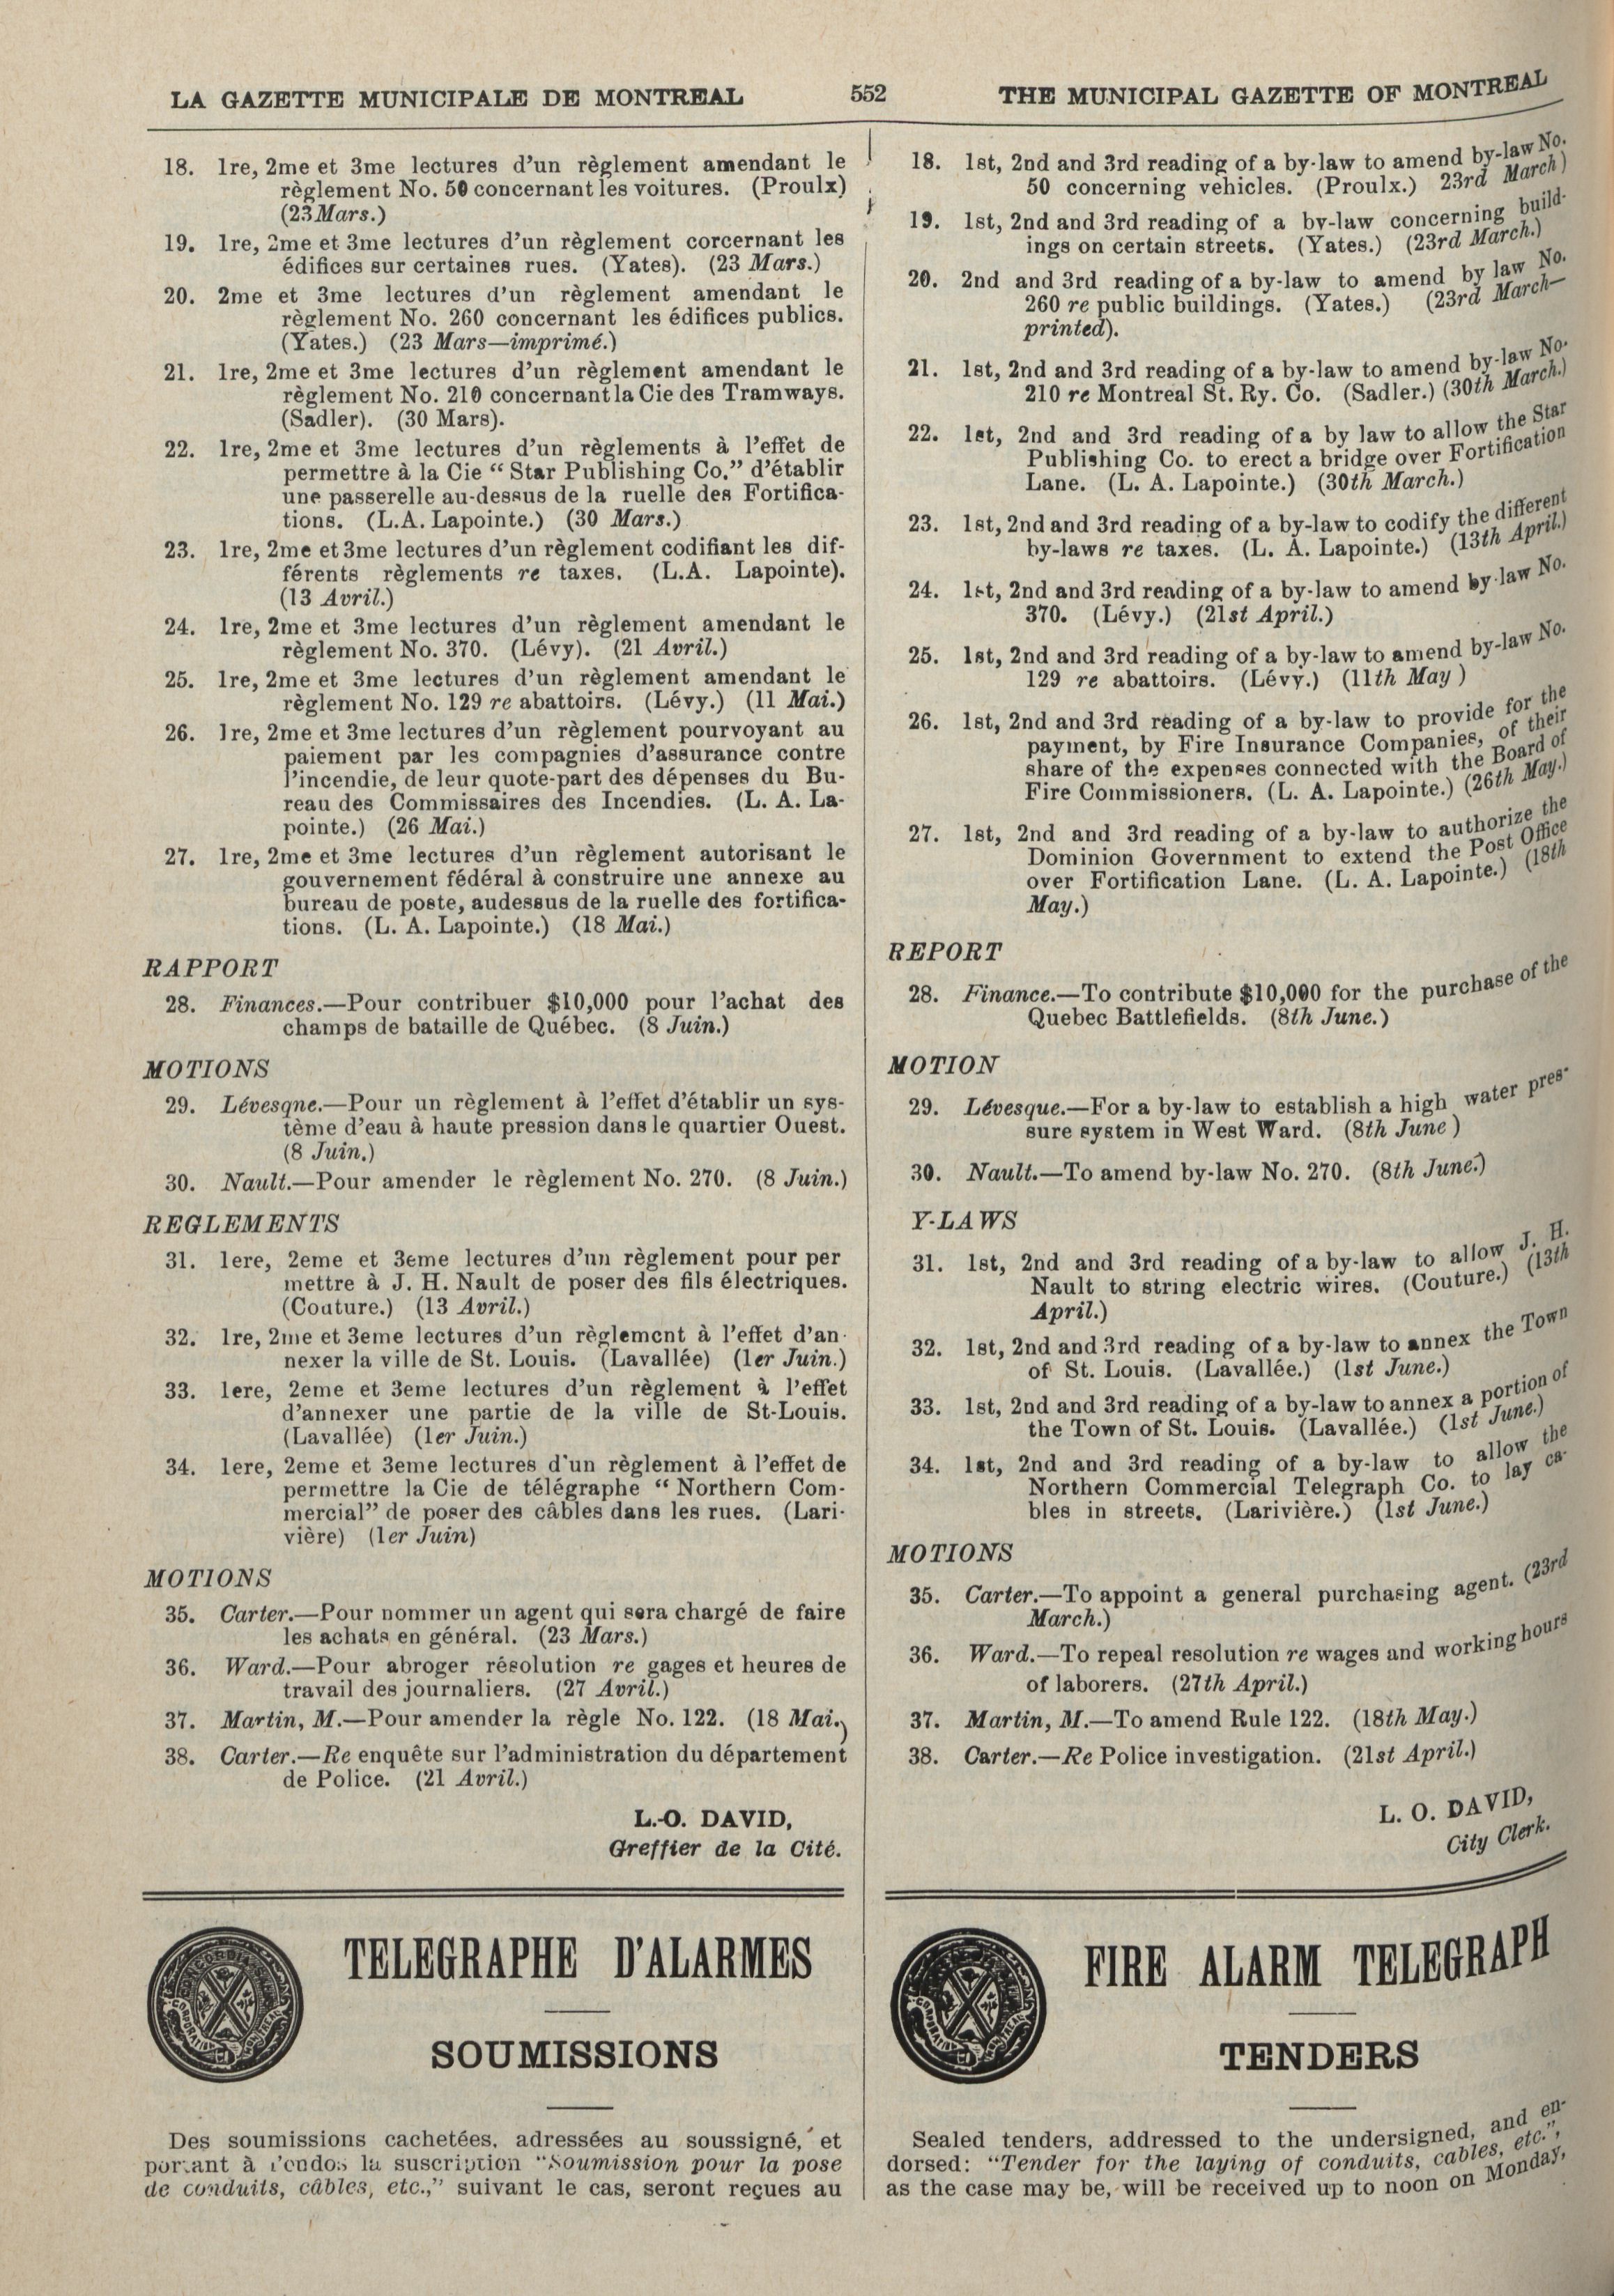 LA GAZETTE MUNICIPALE DE MONTREAL
552
THE MUNICIPAL GAZETTE OF MONTREAL
18. 1re, 2me et 3me lectures d'un règlement amendant le
règlement No. 50 concernant les voitures. (Proulx)
(23 Mars.)
19. 1re, 2me et 3me lectures d'un règlement corcernant les
édifices sur certaines rues. (Yates). (23 Mars.)
20. 2me et 3me lectures d'un règlement amendant le
règlement No. 260 concernant les édifices publics.
(Yates.) (23 Mars—imprimé.)
21. 1re, 2me et 3me lectures d'un règlement amendant le
règlement No. 210 concernant la Cie des Tramways.
(Sadler). (30 Mars).
22. 1re, 2me et 3me lectures d'un règlements à l'effet de
permettre à la Cie " Star Publishing Co." d'établir
une passerelle au-dessus de la ruelle des Fortifica-
tions. (L.A. Lapointe.) (30 Mars.)
23. 1re, 2me et 3me lectures d'un règlement codifiant les dif-
férents règlements re taxes. (L.A. Lapointe).
(13 Avril.)
24. 1re, 2me et 3me lectures d'un règlement amendant le
règlement No. 370. (Lévy). (21 Avril.)
25. 1re, 2me et 3me lectures d'un règlement amendant le
règlement No. 129 re abattoirs. (Lévy.) (11 Mai.)
26. 1re, 2me et 3me lectures d'un règlement pourvoyant au
paiement par les compagnies d'assurance contre
l'incendie, de leur quote-part des dépenses du Bu-
reau des Commissaires des Incendies. (L. A. La-
pointe.) (26 Mai.)
27. 1re, 2me et 3me lectures d'un règlement autorisant le
gouvernement fédéral à construire une annexe au
bureau de poste, audessus de la ruelle des fortifica-
tions. (L. A. Lapointe.) (18 Mai.)
RAPPORT
28. Finances.—Pour contribuer $10,000 pour l'achat des
champs de bataille de Québec. (8 Juin.)
MOTIONS
29. Lévesqne.—Pour un règlement à l'effet d'établir un sys-
tème d'eau à haute pression dans le quartier Ouest.
(8 Juin.)
30. Nault.—Pour amender le règlement No. 270. (8 Juin.)
REGLEMENTS
31. 1ere, 2eme et 3eme lectures d'un règlement pour per
mettre à J. H. Nault de poser des fils électriques.
(Couture.) (13 Avril.)
32. 1re, 2me et 3eme lectures d'un règlement à l'effet d'an-
nexer la ville de St. Louis. (Lavallée) (1er Juin.)
33. 1ere, 2eme et 3eme lectures d'un règlement à l'effet
d'annexer une partie de la ville de St-Louis.
(Lavallée) (1er Juin.)
34. 1ere, 2eme et 3eme lectures d'un règlement à l'effet de
permettre la Cie de télégraphe " Northern Com-
mercial" de poser des câbles dans les rues. (Lari-
vière) (1er Juin)
MOTIONS
35. Carter.—Pour nommer un agent qui sera chargé de faire
les achats en général. (23 Mars.)
36. Ward.—Pour abroger résolution re gages et heures de
travail des journaliers. (27 Avril.)
37. Martin, M.—Pour amender la règle No. 122. (18 Mai.)
38. Carter.—Re enquête sur l'administration du département
de Police. (21 Avril.)
L.-O. DAVID,
Greffier de la Cité.
TELEGRAPHE D'ALARMES
SOUMISSIONS
Des soumissions cachetées, adressées au soussigné, et
portant à l'endos la suscription "Soumission pour la pose
de conduits, câbles, etc.," suivant le cas, seront reçues au
18. 1st, 2nd and 3rd reading of a by-law to amend by-law No.
50 concerning vehicles. (Proulx.) 23rd March)
19. 1st, 2nd and 3rd reading of a by-law concerning build-
ings on certain streets. (Yates.) (23rd March.)
20. 2nd and 3rd reading of a by-law to amend by law No.
260 re public buildings. (Yates.) (23rd March—
printed).
21. 1st, 2nd and 3rd reading of a by-law to amend by-law No.
210 re Montreal St. Ry. Co. (Sadler.) (30th March.)
22. 1st, 2nd and 3rd reading of a by law to allow the Star
Publishing Co. to erect a bridge over Fortification
Lane. (L. A. Lapointe.) (30th March.)
23. 1st, 2nd and 3rd reading of a by-law to codify the different
by-laws re taxes. (L. A. Lapointe.) (13th April.)
24. 1st, 2nd and 3rd reading of a by-law to amend by-law No.
370. (Lévy.) (21st April.)
25. 1st, 2nd and 3rd reading of a by-law to amend by-law No.
129 re abattoirs. (Lévy.) (11th May )
26. 1st, 2nd and 3rd reading of a by-law to provide for the
payment, by Fire Insurance Companies, of their
share of the expenses connected with the Board of
Fire Commissioners. (L. A. Lapointe.) (26th May.)
27. 1st, 2nd and 3rd reading of a by-law to authorize the
Dominion Government to extend the Post Office
over Fortification Lane. (L. A. Lapointe.) (18th
May.)
REPORT
28. Finance.—To contribute $10,000 for the purchase of the
Quebec Battlefields. (8th June.)
MOTION
29. Lévesque.—For a by-law to establish a high water pres-
sure system in West Ward. (8th June )
30. Nault.—To amend by-law No. 270. (8th June.)
Y-LAWS
31. 1st, 2nd and 3rd reading of a by-law to allow J. H.
Nault to string electric wires. (Couture.) (13th
April.)
32. 1st, 2nd and 3rd reading of a by-law to annex the Town
of St. Louis. (Lavallée.) (1st June.)
33. 1st, 2nd and 3rd reading of a by-law to annex a portion of
the Town of St. Louis. (Lavallée.) (1st June.)
34. 1st, 2nd and 3rd reading of a by-law to allow the
Northern Commercial Telegraph Co. to lay ca-
bles in streets. (Larivière.) (1st June.)
MOTIONS
35. Carter.—To appoint a general purchasing agent. (23rd
March.)
36. Ward.—To repeal resolution re wages and working hours
of laborers. (27th April.)
37. Martin, M.—To amend Rule 122. (18th May.)
38. Carter.—Re Police investigation. (21st April.)
L. O. DAVID,
City Clerk.
FIRE ALARM TELEGRAPH
TENDERS
Sealed tenders, addressed to the undersigned, and en-
dorsed: "Tender for the laying of conduits, cables, etc.",
as the case may be, will be received up to noon on Monday,